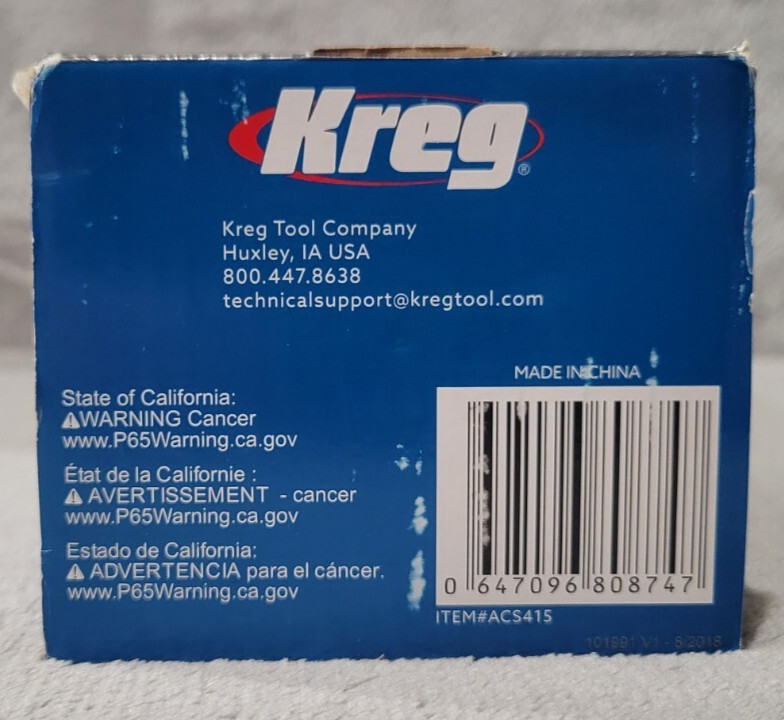 Kreg®
Kreg Tool Company
Huxley, IA USA
800.447.8638
technicalsupport@kregtool.com
MADE IN CHINA
State of California:
⚠WARNING Cancer
www.P65Warning.ca.gov
État de la Californie :
⚠ AVERTISSEMENT - cancer
www.P65Warning.ca.gov
Estado de California:
⚠ ADVERTENCIA para el cáncer.
www.P65Warning.ca.gov
0 647096 808747
ITEM#ACS415
101991 V1 - 8/2018